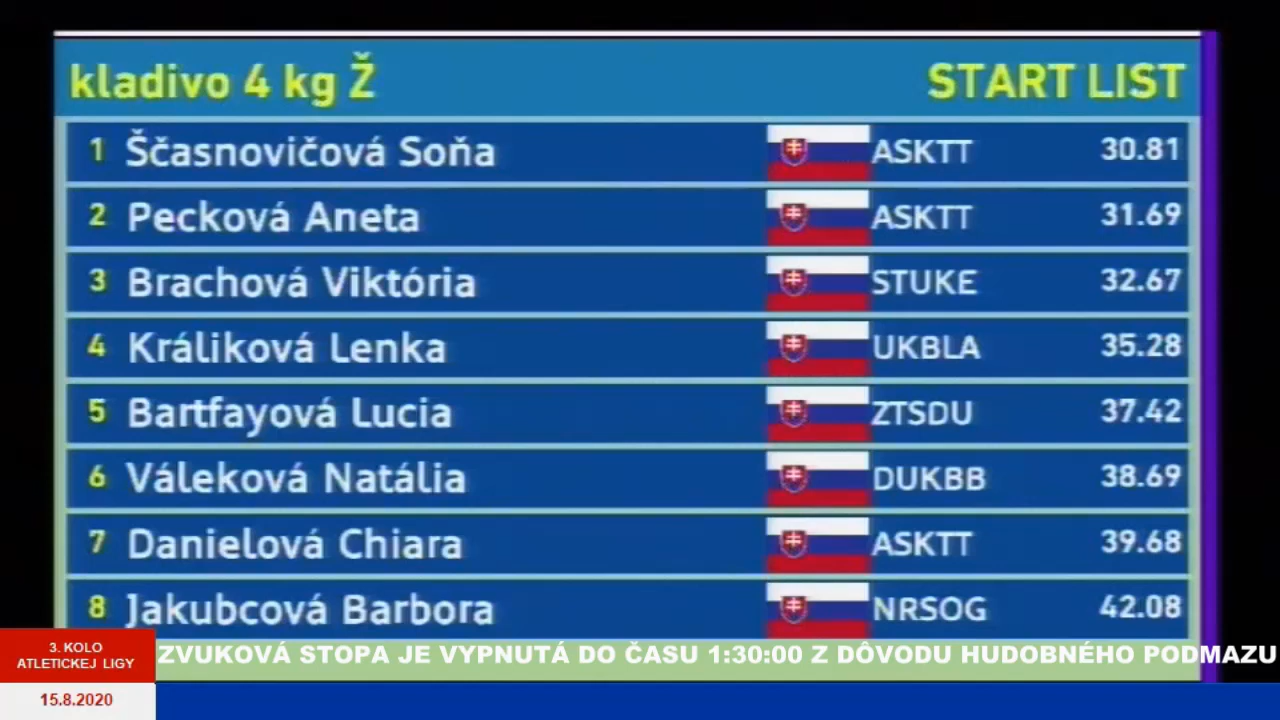 kladivo 4 kg Ž START LIST
1 Ščasnovičová Soňa ASKTT 30.81
2 Pecková Aneta ASKTT 31.69
3 Brachová Viktória STUKE 32.67
4 Králiková Lenka UKBLA 35.28
5 Bartfayová Lucia ZTSDU 37.42
6 Váleková Natália DUKBB 38.69
7 Danielová Chiara ASKTT 39.68
8 Jakubcová Barbora NRSOG 42.08
3. KOLO
ATLETICKEJ LIGY
ZVUKOVÁ STOPA JE VYPNUTÁ DO ČASU 1:30:00 Z DÔVODU HUDOBNÉHO PODMAZU
15.8.2020